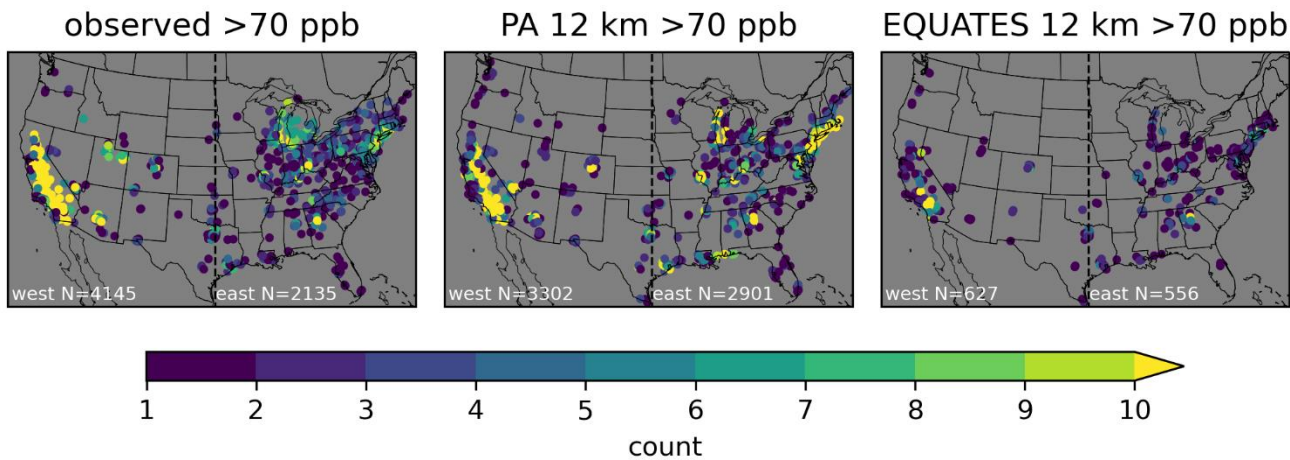 observed >70 ppb
PA 12 km >70 ppb
EQUATES 12 km >70 ppb
west N=4145
east N=2135
west N=3302
east N=2901
west N=627
east N=556
1 2 3 4 5 6 7 8 9 10
count